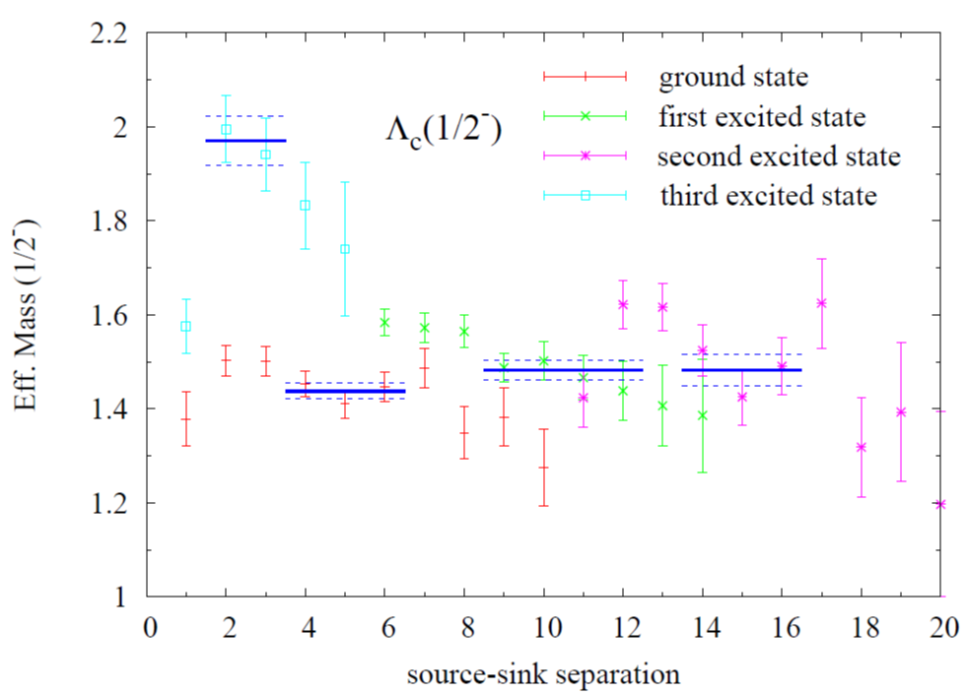 2.2
2
1.8
1.6
1.4
1.2
1
Eff. Mass (1/2⁻)
Λc(1/2⁻)
ground state
first excited state
second excited state
third excited state
0 2 4 6 8 10 12 14 16 18 20
source-sink separation